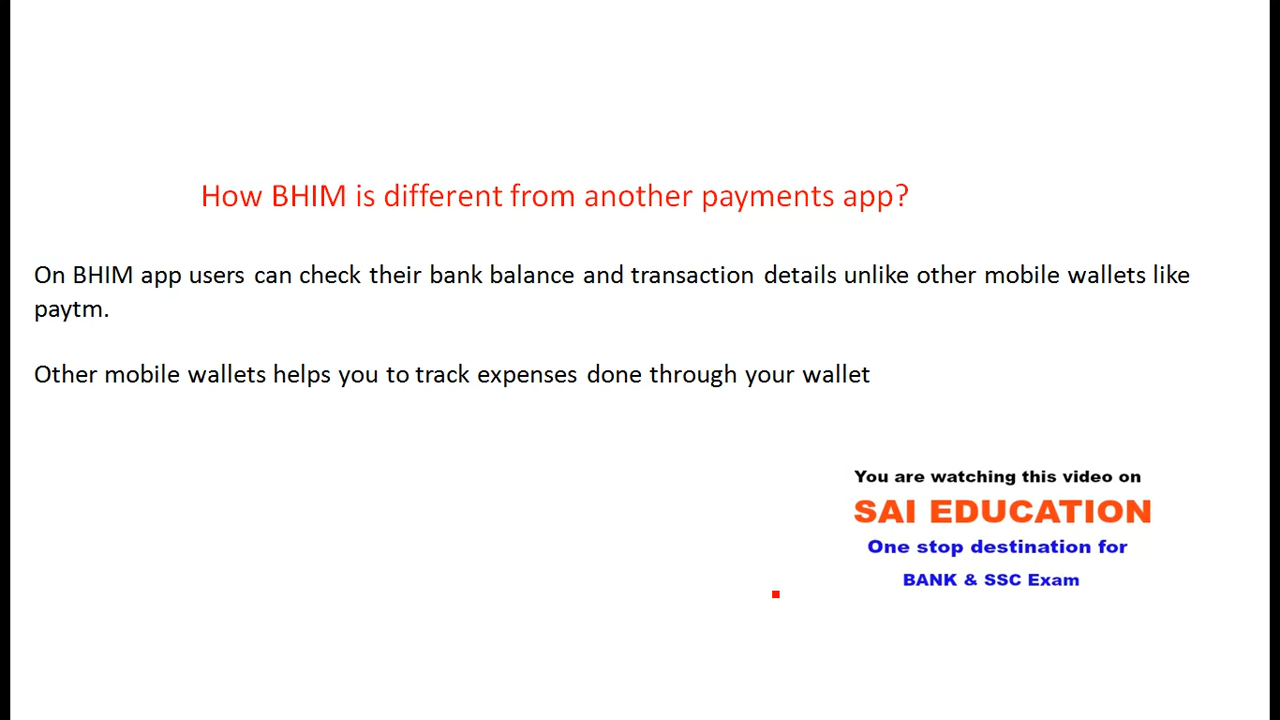 How BHIM is different from another payments app?
On BHIM app users can check their bank balance and transaction details unlike other mobile wallets like
paytm.
Other mobile wallets helps you to track expenses done through your wallet
You are watching this video on
SAI EDUCATION
One stop destination for
BANK & SSC Exam